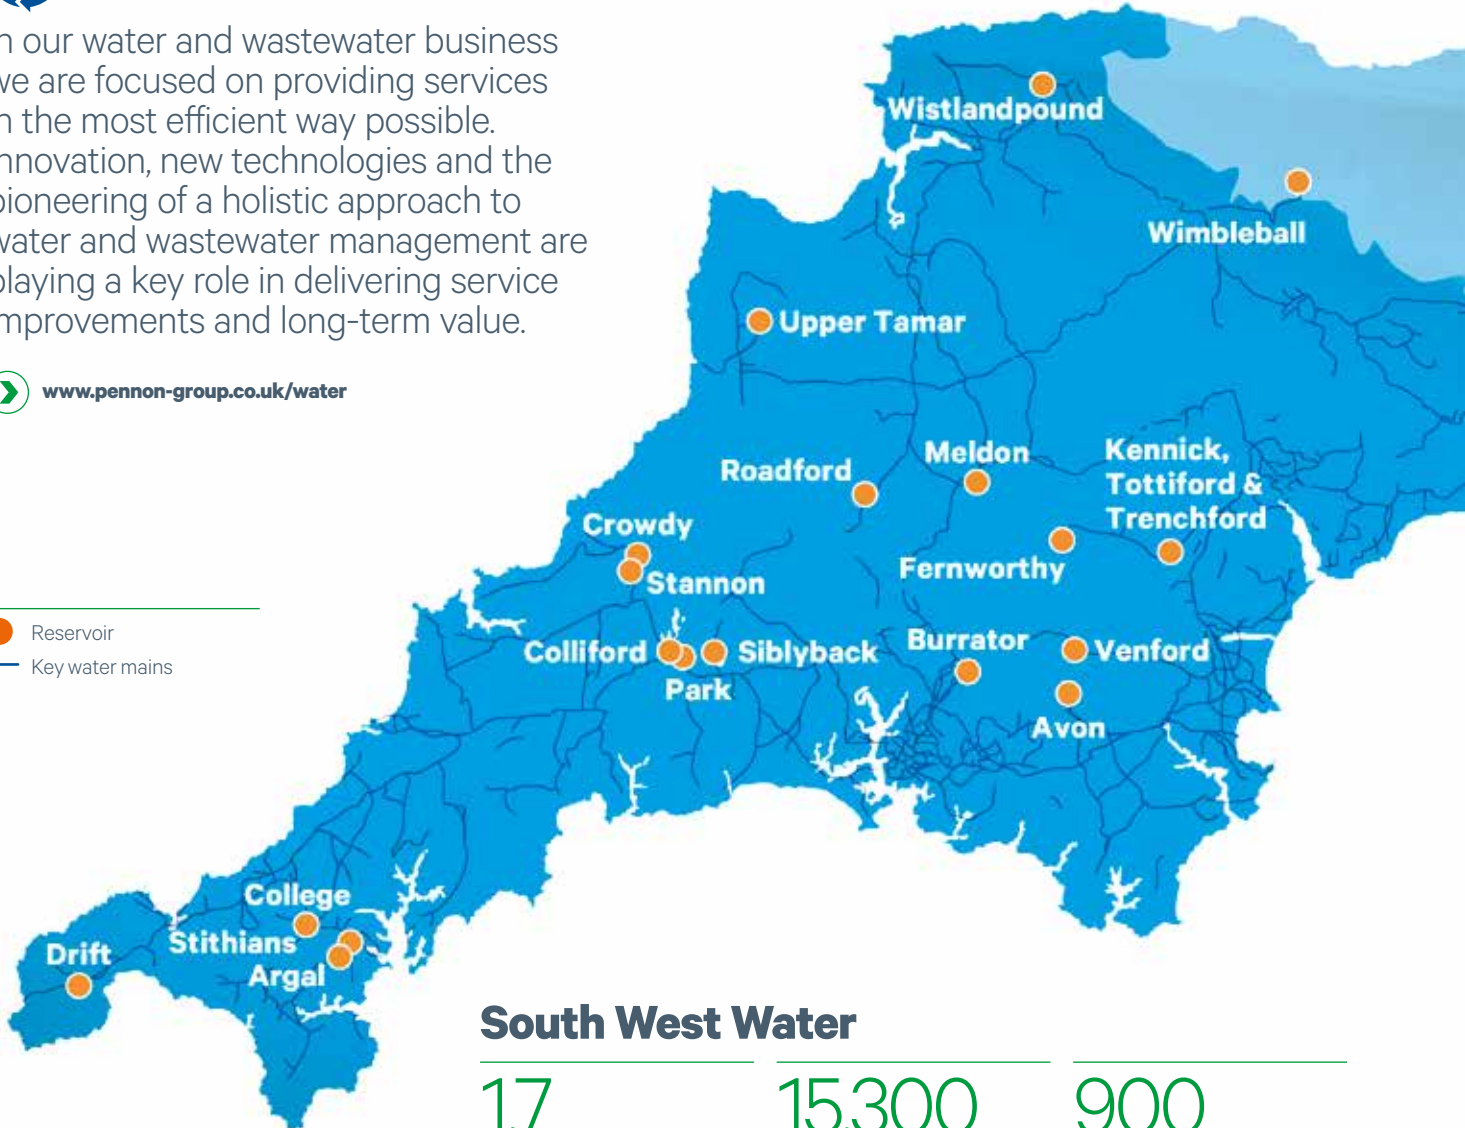 n our water and wastewater business
we are focused on providing services
n the most efficient way possible.
nnovation, new technologies and the
pioneering of a holistic approach to
water and wastewater management are
playing a key role in delivering service
mprovements and long-term value.
www.pennon-group.co.uk/water
Reservoir
Key water mains
Wistlandpound
Wimbleball
Upper Tamar
Roadford
Meldon
Kennick,
Tottiford &
Trenchford
Crowdy
Stannon
Fernworthy
Colliford
Siblyback
Park
Burrator
Venford
Avon
College
Stithians
Argal
Drift
South West Water
1.7
15,300
900